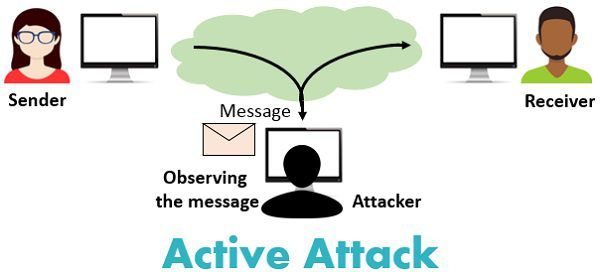 Sender
Receiver
Message
Observing
the message
Attacker
Active Attack